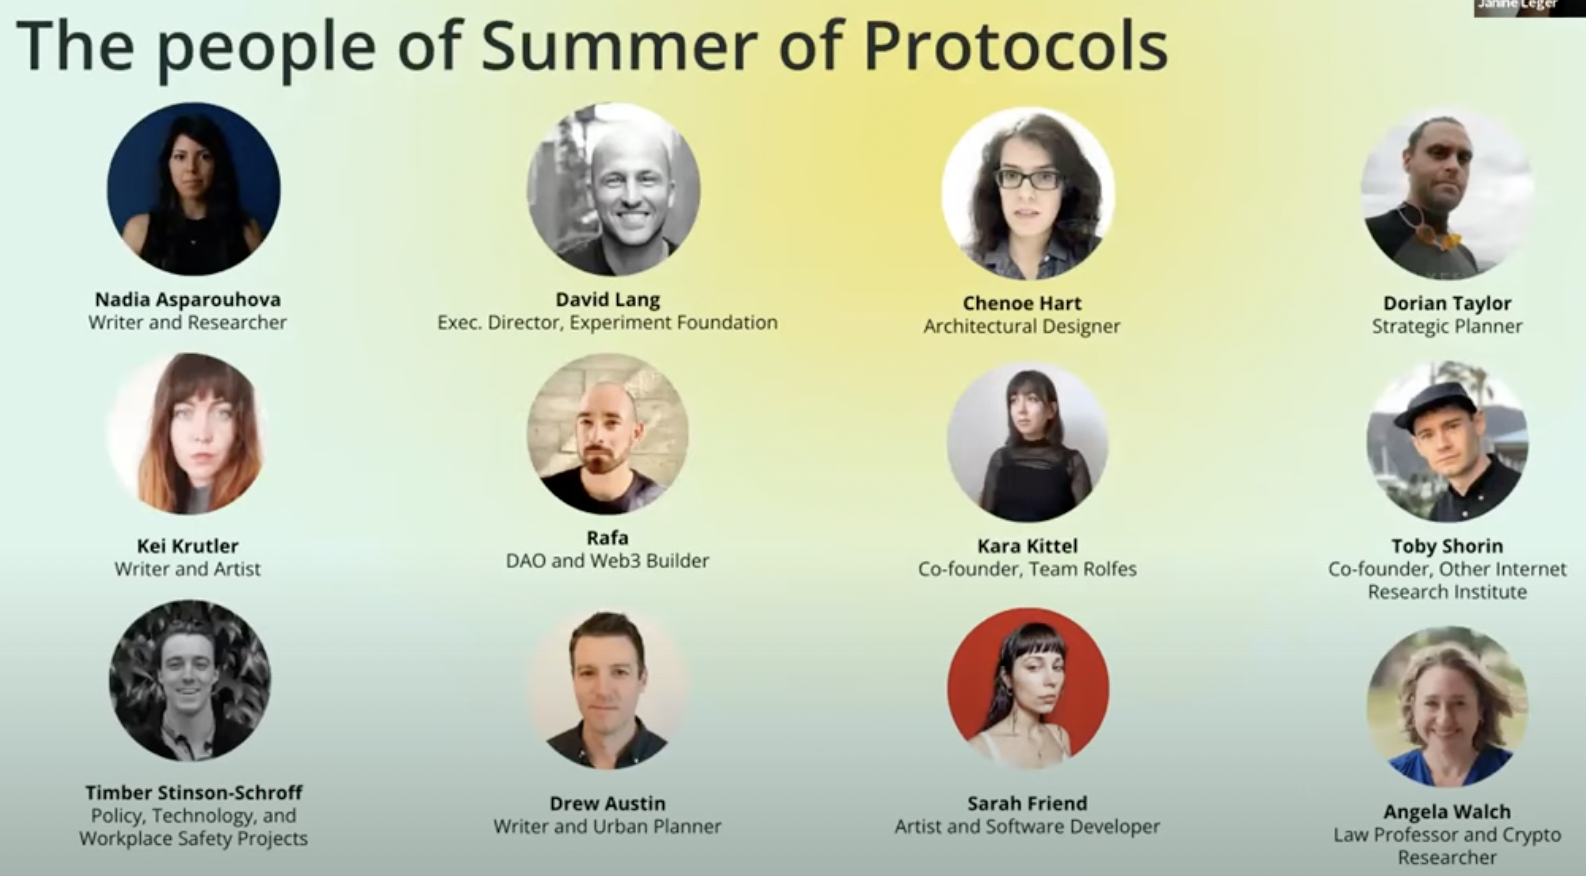 Janine Leger
The people of Summer of Protocols
Nadia Asparouhova
Writer and Researcher
David Lang
Exec. Director, Experiment Foundation
Chenoe Hart
Architectural Designer
Dorian Taylor
Strategic Planner
Kei Krutler
Writer and Artist
Rafa
DAO and Web3 Builder
Kara Kittel
Co-founder, Team Rolfes
Toby Shorin
Co-founder, Other Internet
Research Institute
Timber Stinson-Schroff
Policy, Technology, and
Workplace Safety Projects
Drew Austin
Writer and Urban Planner
Sarah Friend
Artist and Software Developer
Angela Walch
Law Professor and Crypto
Researcher